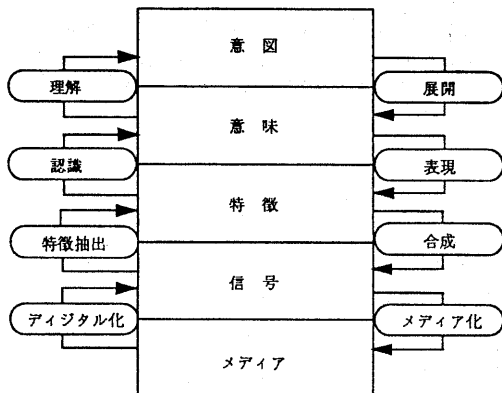 意図
理解
展開
意味
認識
表現
特徴
特徴抽出
合成
信号
ディジタル化
メディア化
メディア